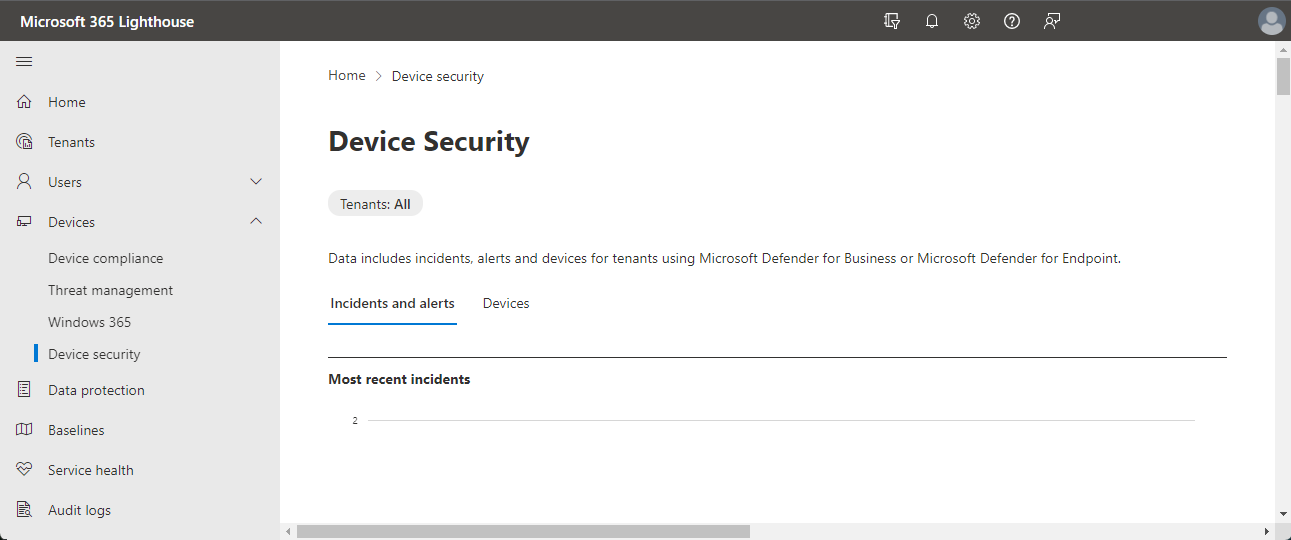 Microsoft 365 Lighthouse
Home
Tenants
Users
Devices
Device compliance
Threat management
Windows 365
Device security
Data protection
Baselines
Service health
Audit logs
Home > Device security
Device Security
Tenants: All
Data includes incidents, alerts and devices for tenants using Microsoft Defender for Business or Microsoft Defender for Endpoint.
Incidents and alerts Devices
Most recent incidents
2